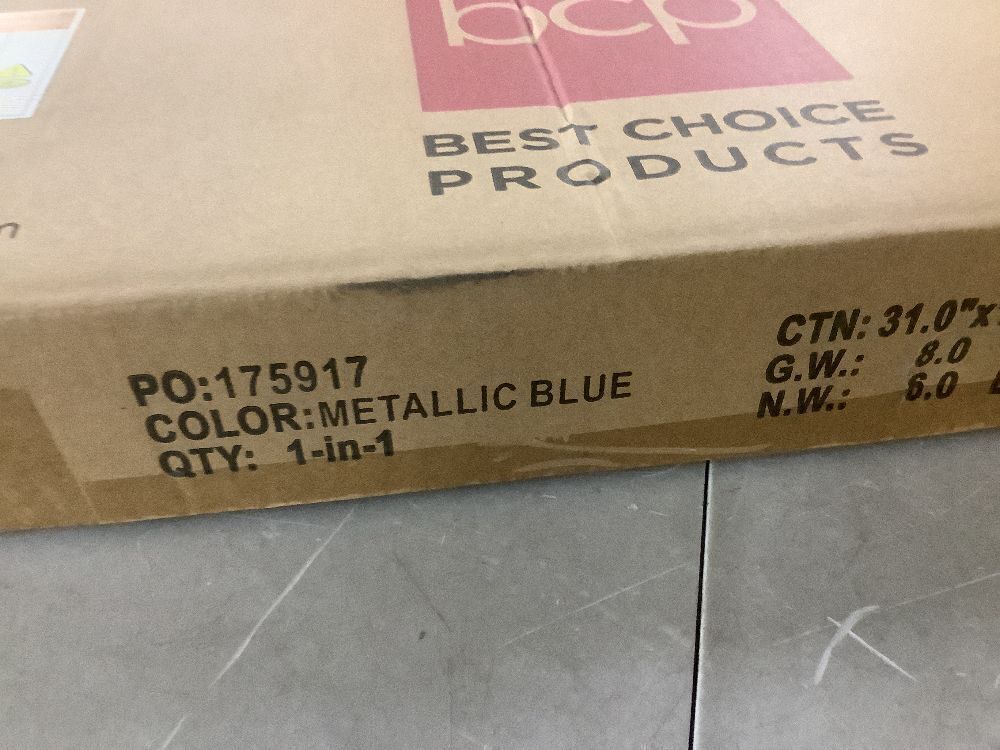 bcp
BEST CHOICE
PRODUCTS
PO:175917
COLOR:METALLIC BLUE
QTY: 1-in-1
CTN: 31.0"x
G.W.: 8.0
N.W.: 6.0